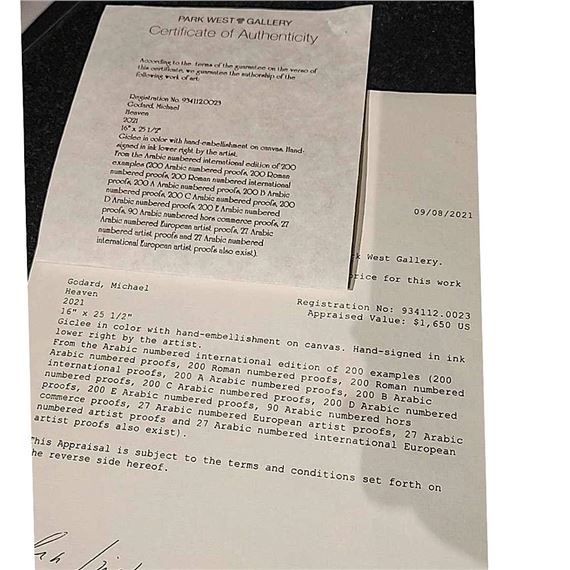 PARK WEST GALLERY
Certificate of Authenticity
According to the terms of the guarantee on the verso of
this certificate, we guarantee the authorship of the
following work of art:
Registration No. 934112.0023
Godard, Michael
Heaven
2021
16" x 25 1/2"
Giclee in color with hand-embellishment on canvas. Hand-
signed in ink lower right by the artist.
From the Arabic numbered international edition of 200
examples (200 Arabic numbered proofs, 200 Roman
numbered proofs, 200 Roman numbered international
proofs, 200 A Arabic numbered proofs, 200 B Arabic
numbered proofs, 200 C Arabic numbered proofs, 200
D Arabic numbered proofs, 200 E Arabic numbered
proofs, 90 Arabic numbered hors commerce proofs, 27
Arabic numbered European artist proofs, 27 Arabic
numbered artist proofs and 27 Arabic numbered
international European artist proofs also exist).
09/08/2021
k West Gallery.
price for this work
Registration No: 934112.0023
Appraised Value: $1,650 US
Godard, Michael
Heaven
2021
16" x 25 1/2"
Giclee in color with hand-embellishment on canvas. Hand-signed in ink
lower right by the artist.
From the Arabic numbered international edition of 200 examples (200
Arabic numbered proofs, 200 Roman numbered proofs, 200 Roman numbered
international proofs, 200 A Arabic numbered proofs, 200 B Arabic
numbered proofs, 200 C Arabic numbered proofs, 200 D Arabic numbered
proofs, 200 E Arabic numbered proofs, 90 Arabic numbered hors
commerce proofs, 27 Arabic numbered European artist proofs, 27 Arabic
numbered artist proofs and 27 Arabic numbered international European
artist proofs also exist).
This Appraisal is subject to the terms and conditions set forth on
the reverse side hereof.